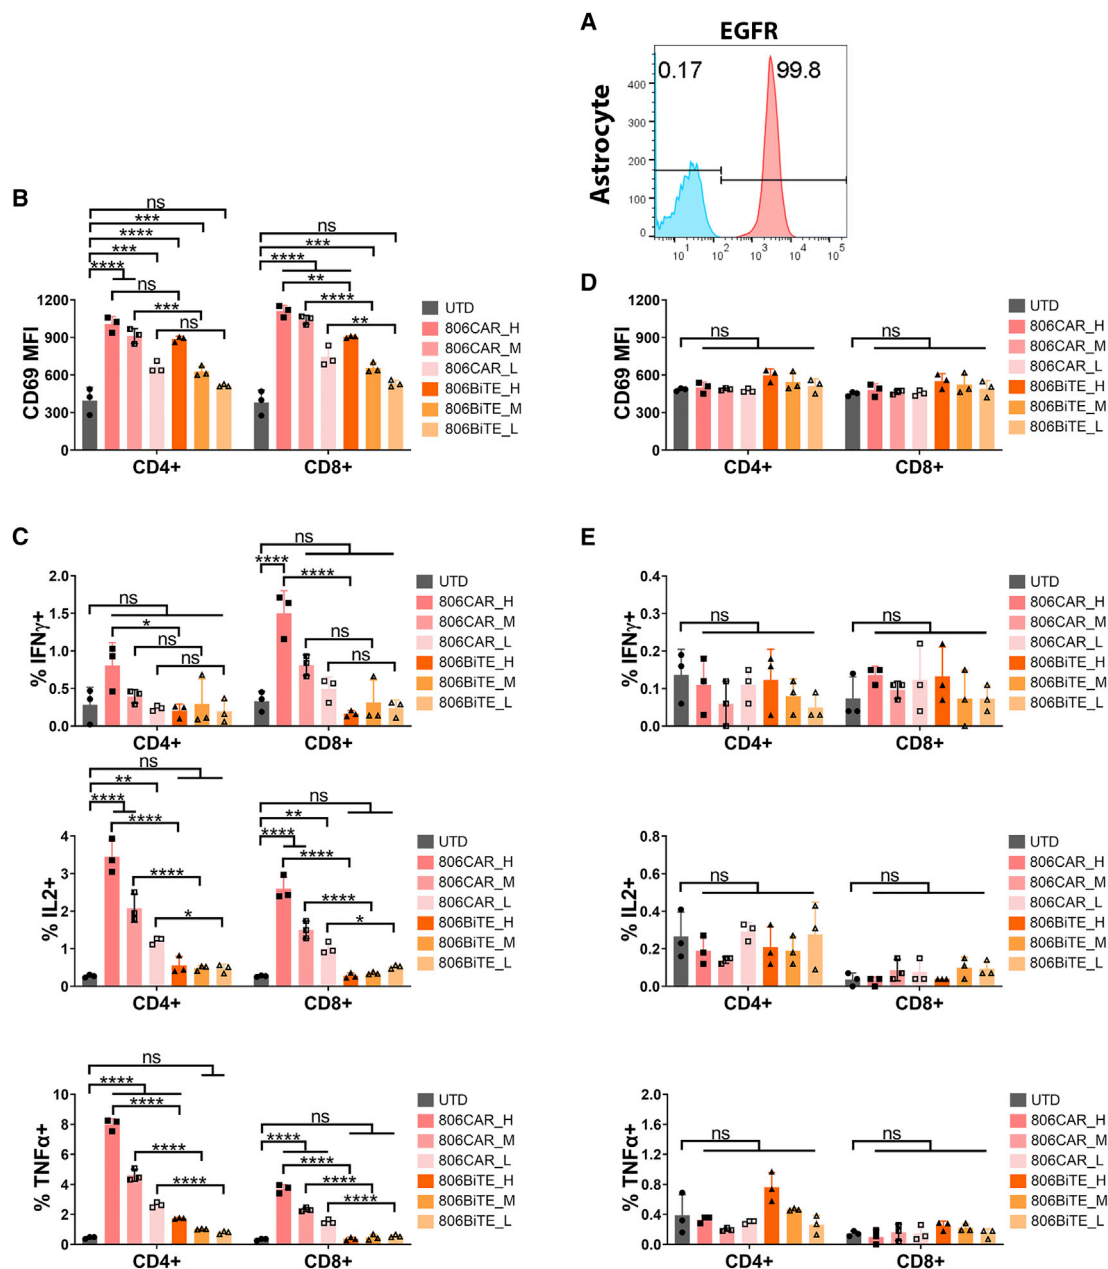 A
EGFR
Astrocyte
0.17
99.8
400
300
200
100
0
10¹ 10² 10³ 10⁴ 10⁵
B
ns
***
****
***
****
ns
***
ns
ns
***
****
**
****
**
CD69 MFI
1200
900
600
300
0
CD4+
CD8+
UTD
806CAR_H
806CAR_M
806CAR_L
806BiTE_H
806BiTE_M
806BiTE_L
D
ns
ns
CD69 MFI
1200
900
600
300
0
CD4+
CD8+
UTD
806CAR_H
806CAR_M
806CAR_L
806BiTE_H
806BiTE_M
806BiTE_L
C
ns
*
ns
ns
ns
****
****
ns
ns
% IFNγ+
2.0
1.5
1.0
0.5
0.0
CD4+
CD8+
UTD
806CAR_H
806CAR_M
806CAR_L
806BiTE_H
806BiTE_M
806BiTE_L
E
ns
ns
% IFNγ+
0.4
0.3
0.2
0.1
0.0
CD4+
CD8+
UTD
806CAR_H
806CAR_M
806CAR_L
806BiTE_H
806BiTE_M
806BiTE_L
ns
**
****
****
****
*
ns
**
****
****
****
*
% IL2+
4
3
2
1
0
CD4+
CD8+
UTD
806CAR_H
806CAR_M
806CAR_L
806BiTE_H
806BiTE_M
806BiTE_L
ns
ns
% IL2+
0.8
0.6
0.4
0.2
0.0
CD4+
CD8+
UTD
806CAR_H
806CAR_M
806CAR_L
806BiTE_H
806BiTE_M
806BiTE_L
ns
****
****
****
****
ns
****
****
****
****
% TNFα+
10
8
6
4
2
0
CD4+
CD8+
UTD
806CAR_H
806CAR_M
806CAR_L
806BiTE_H
806BiTE_M
806BiTE_L
ns
ns
% TNFα+
2.0
1.6
1.2
0.8
0.4
0.0
CD4+
CD8+
UTD
806CAR_H
806CAR_M
806CAR_L
806BiTE_H
806BiTE_M
806BiTE_L